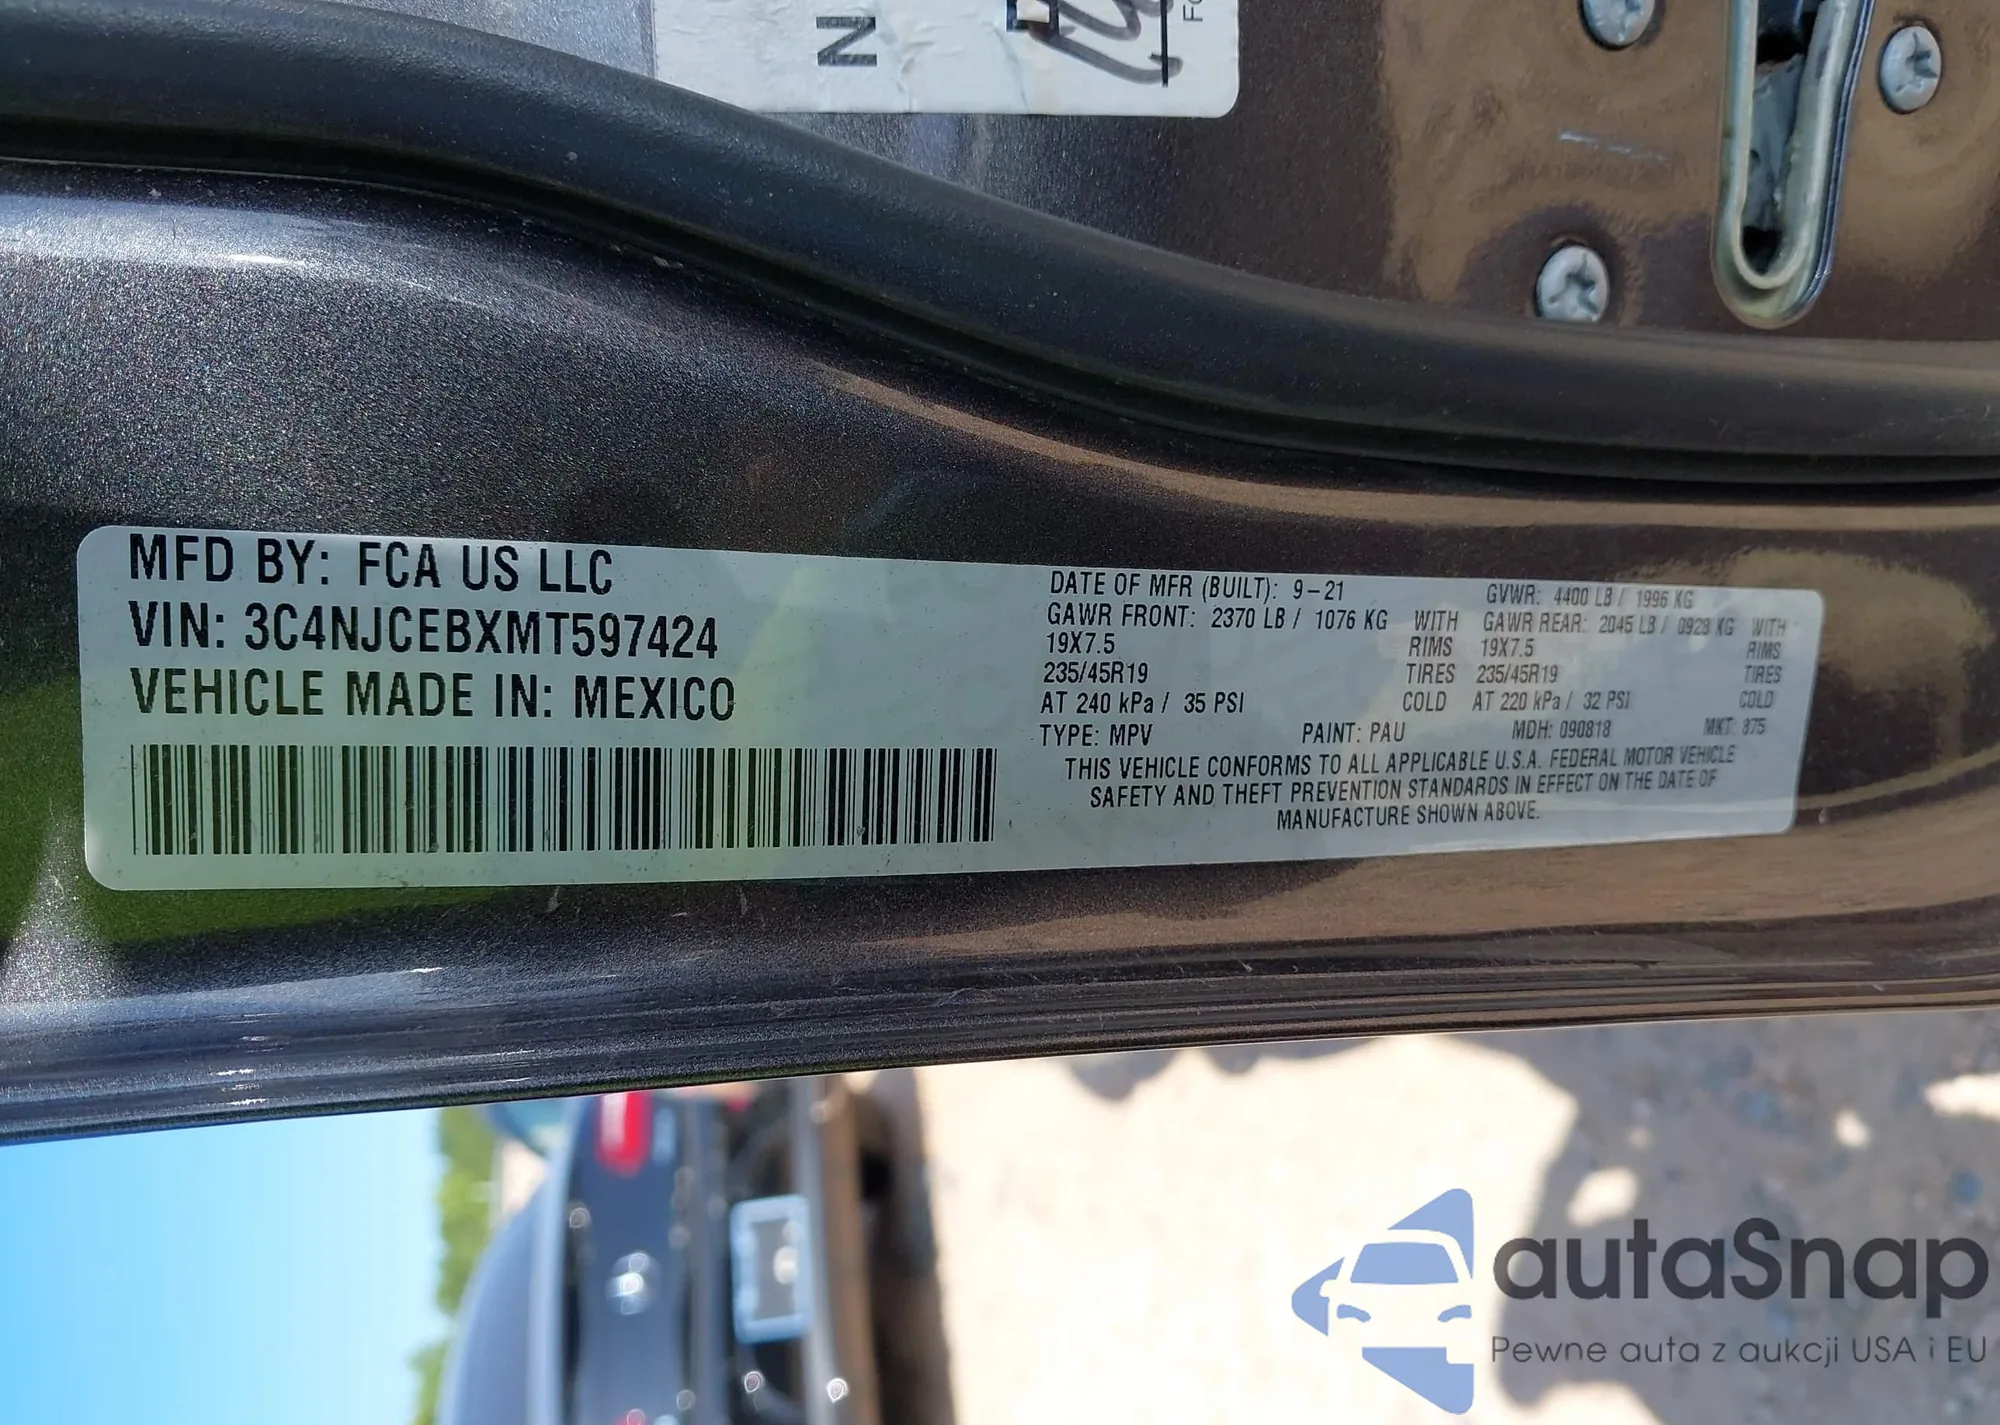 N
MFD BY: FCA US LLC
VIN: 3C4NJCEBXMT597424
VEHICLE MADE IN: MEXICO
DATE OF MFR (BUILT): 9-21 GVWR: 4400 LB / 1996 KG
GAWR FRONT: 2370 LB / 1076 KG WITH GAWR REAR: 2045 LB / 0928 KG WITH
19X7.5 RIMS 19X7.5 RIMS
235/45R19 TIRES 235/45R19 TIRES
AT 240 kPa / 35 PSI COLD AT 220 kPa / 32 PSI COLD
TYPE: MPV PAINT: PAU MDH: 090818 MKT: 875
THIS VEHICLE CONFORMS TO ALL APPLICABLE U.S.A. FEDERAL MOTOR VEHICLE
SAFETY AND THEFT PREVENTION STANDARDS IN EFFECT ON THE DATE OF
MANUFACTURE SHOWN ABOVE.
autaSnap
Pewne auta z aukcji USA i EU